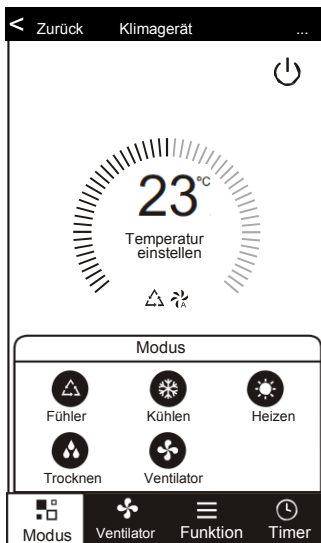 < Zurück Klimagerät ...
23°C
Temperatur
einstellen
A
Modus
Fühler Kühlen Heizen
Trocknen Ventilator
Modus Ventilator Funktion Timer